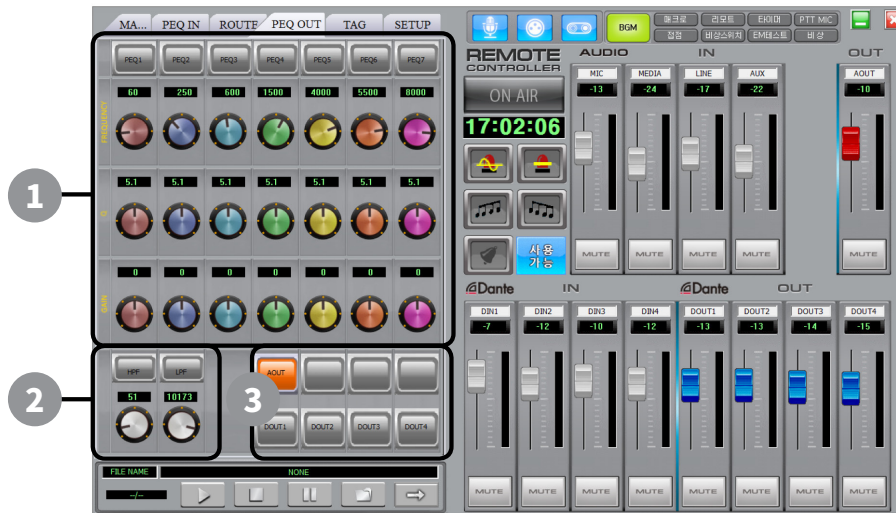 MA... PEQ IN ROUTE PEQ OUT TAG SETUP
BGM
매크로 리모트 타이머 PTT MIC
접점 비상스위치 EM테스트 비상
REMOTE
CONTROLLER
ON AIR
17:02:06
사용
가능
AUDIO IN OUT
MIC MEDIA LINE AUX AOUT
-13 -24 -17 -22 -10
MUTE MUTE MUTE MUTE MUTE
PEQ1 PEQ2 PEQ3 PEQ4 PEQ5 PEQ6 PEQ7
FREQUENCY
60 250 600 1500 4000 5500 8000
1
Q
5.1 5.1 5.1 5.1 5.1 5.1 5.1
GAIN
0 0 0 0 0 0 0
2
HPF LPF
51 10173
3
AOUT
DOUT1 DOUT2 DOUT3 DOUT4
FILE NAME NONE
--/--
Dante IN Dante OUT
DIN1 DIN2 DIN3 DIN4 DOUT1 DOUT2 DOUT3 DOUT4
-7 -12 -10 -12 -13 -13 -14 -15
MUTE MUTE MUTE MUTE MUTE MUTE MUTE MUTE